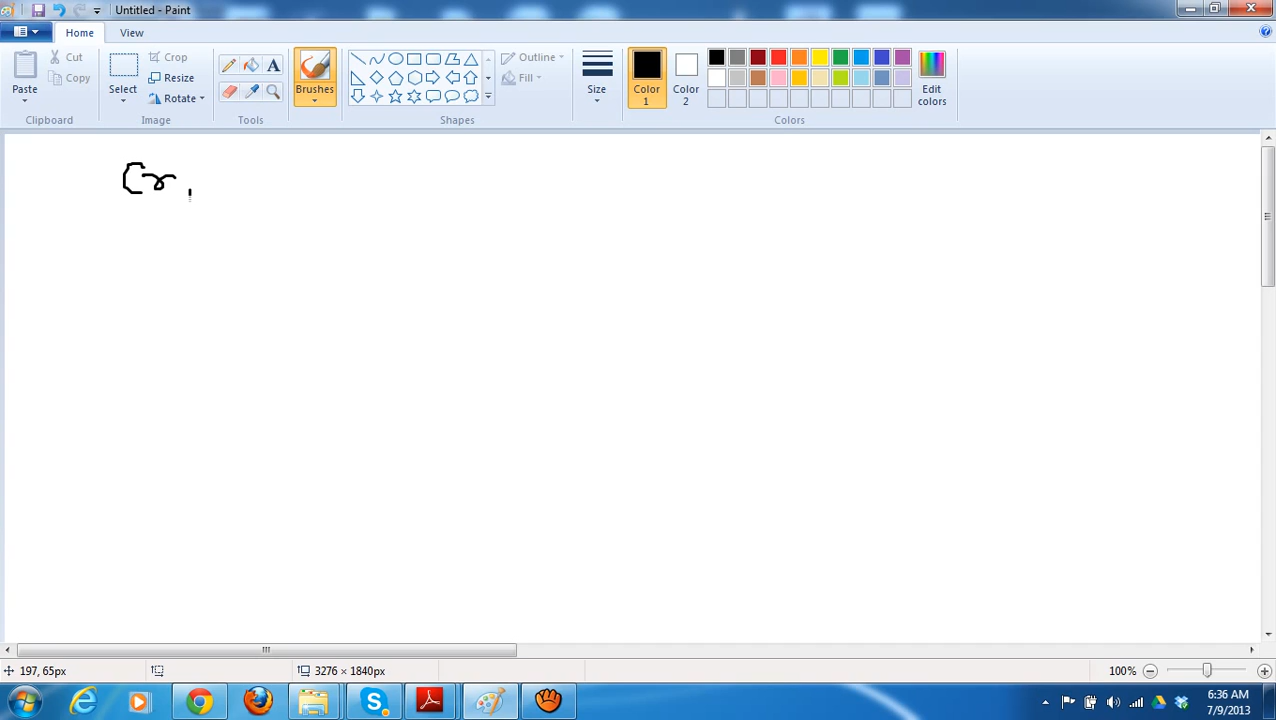 Untitled - Paint
Home View
Paste
Cut
Copy
Clipboard
Select
Crop
Resize
Rotate
Image
A
Tools
Brushes
Outline
Fill
Shapes
Size
Color 1
Color 2
Edit colors
Colors
197, 65px
3276 × 1840px
100%
6:36 AM
7/9/2013